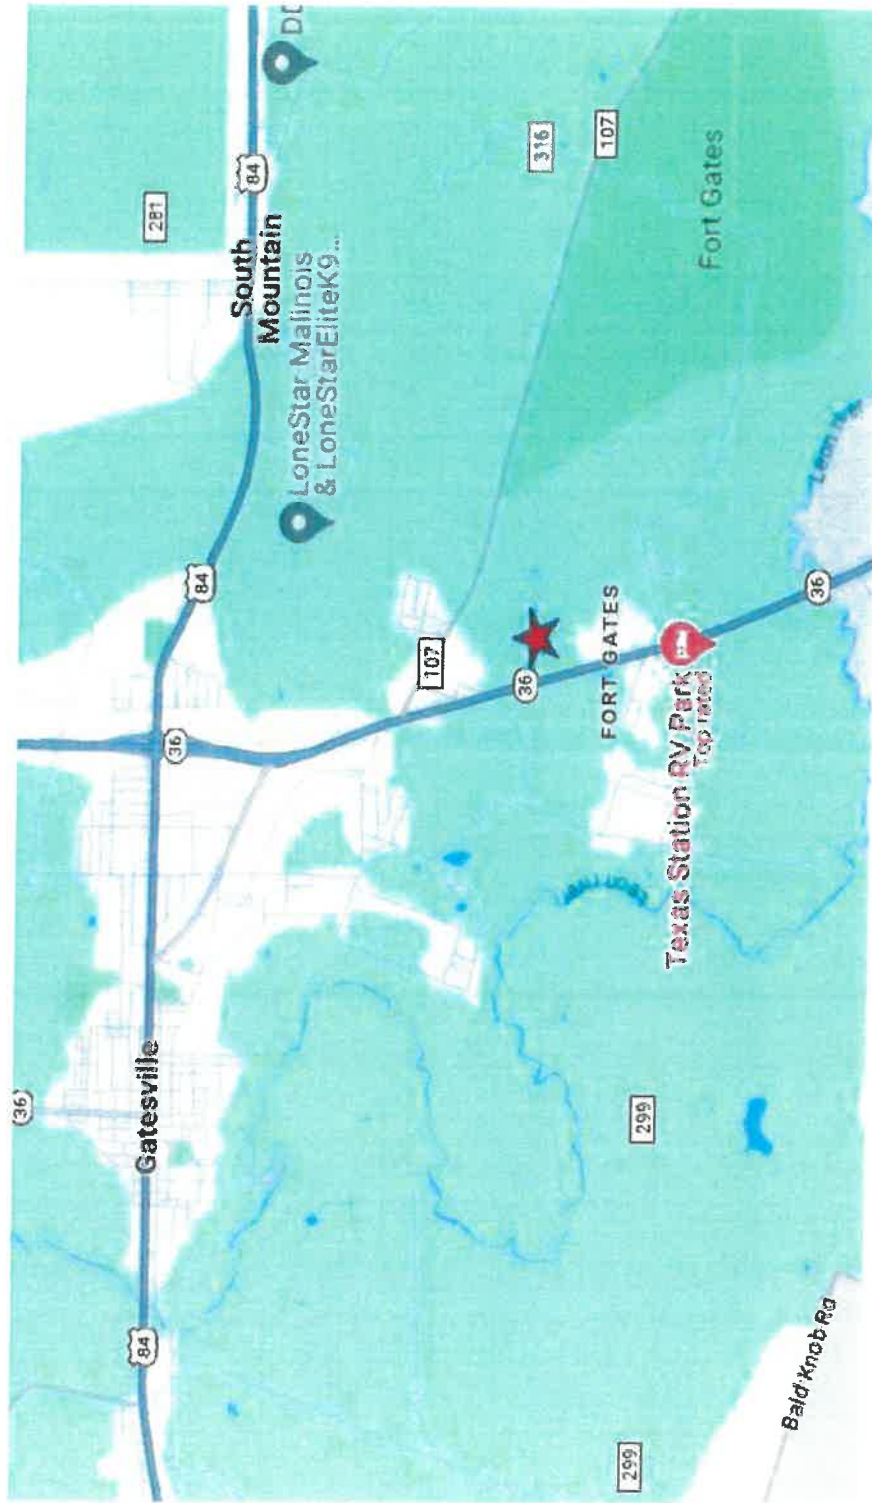 36
84
Gatesville
281
36
84
South
Mountain
84
LoneStar Malinois
& LoneStarEliteK9...
107
36
316
107
Leon River
FORT GATES
299
299
Texas Station RV Park
Top rated
Fort Gates
Bald Knob Rd
36